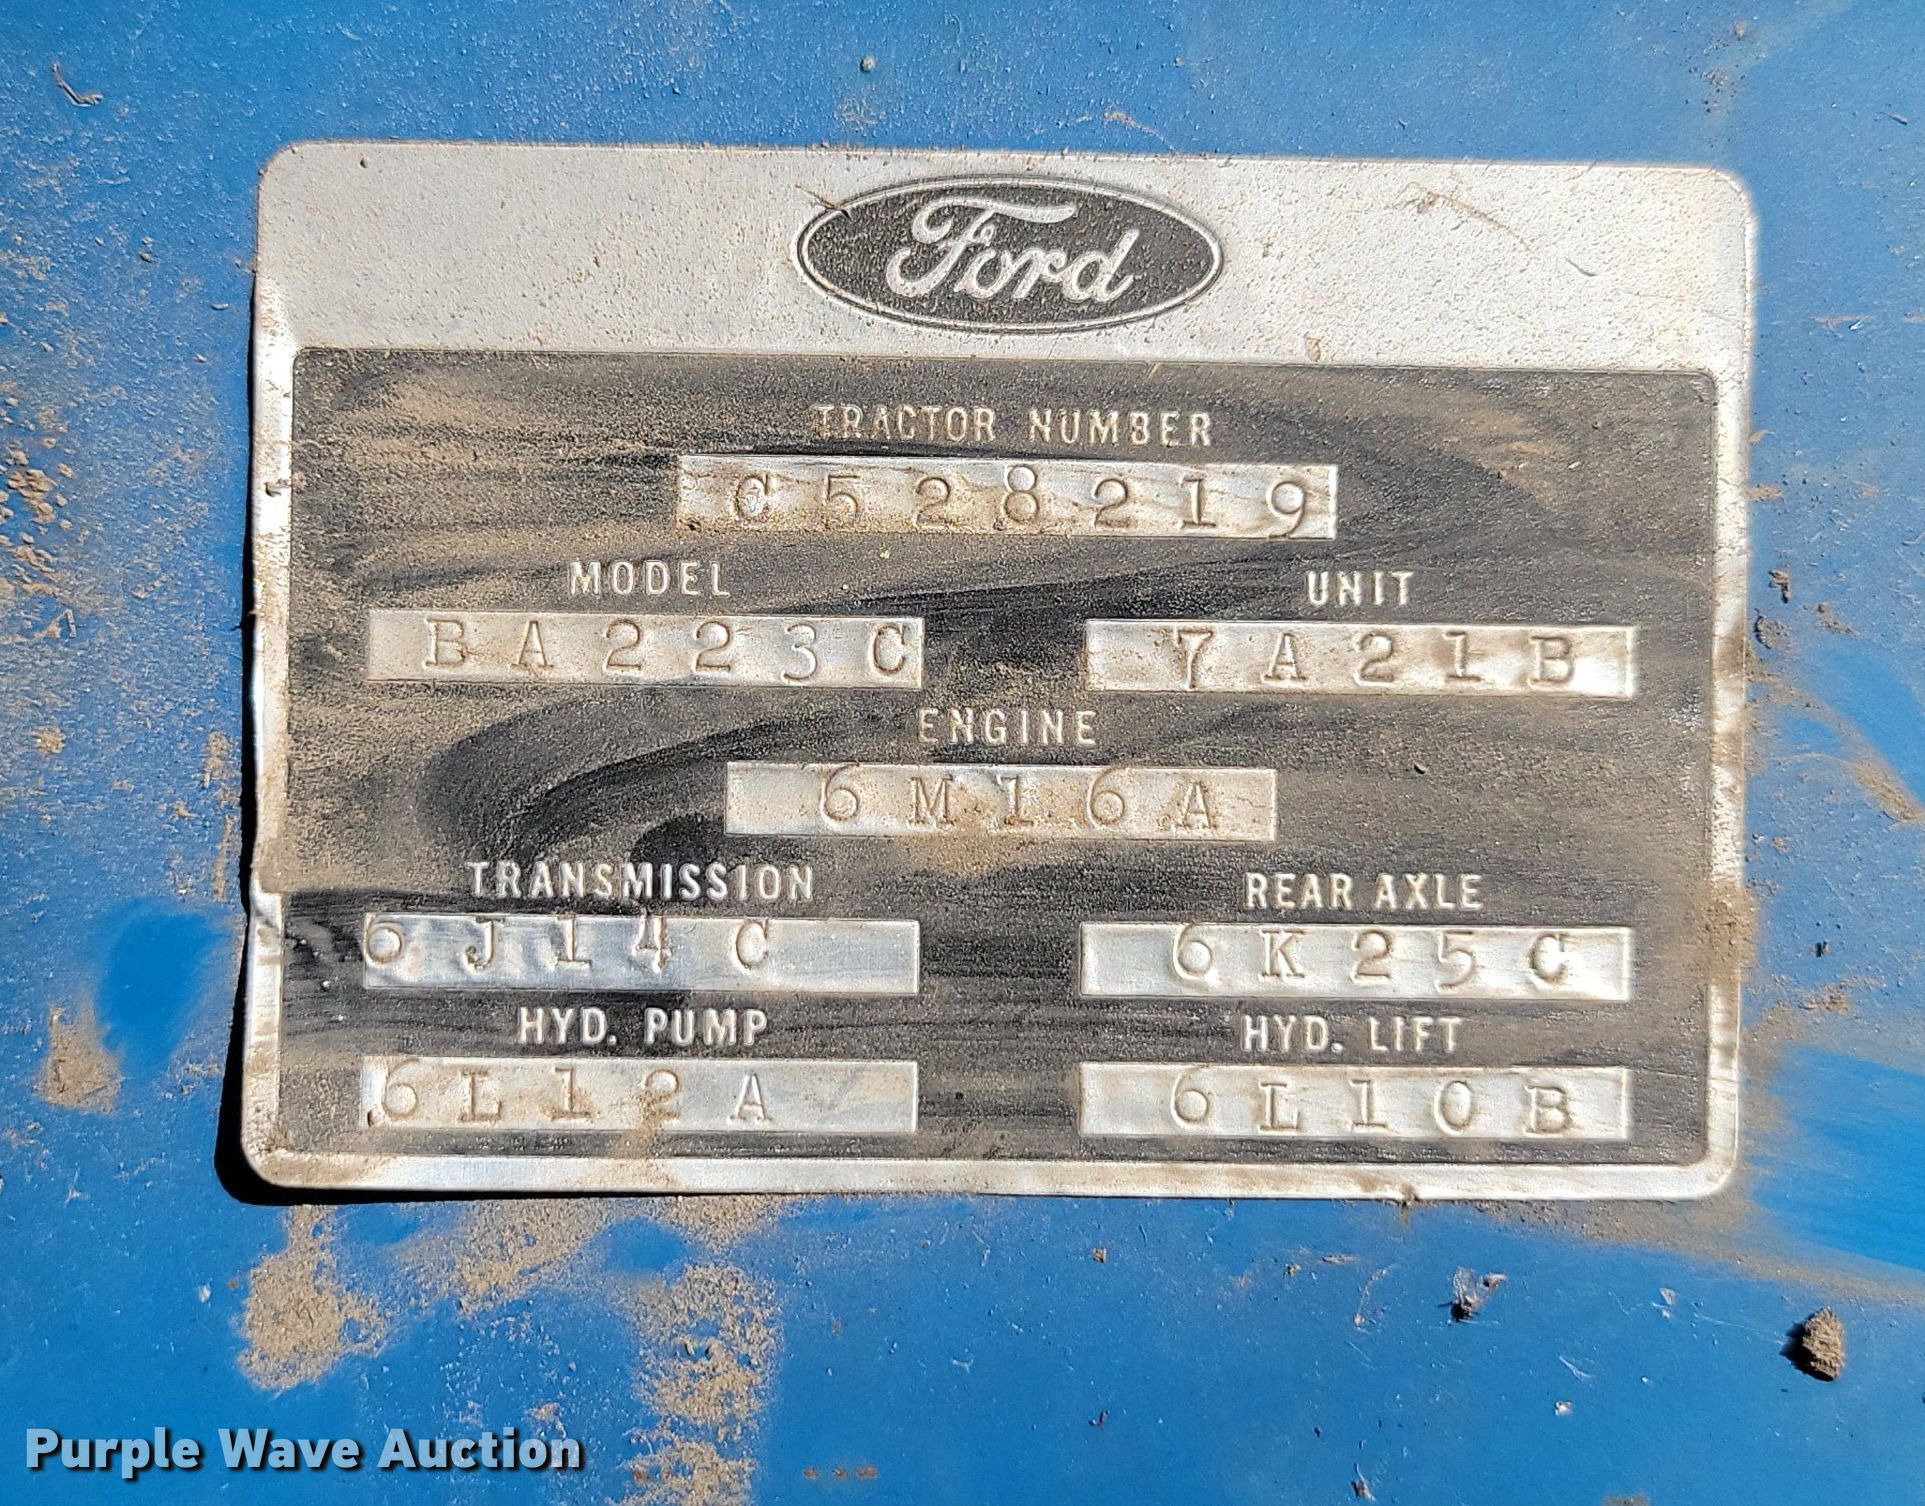 Ford
TRACTOR NUMBER
C528219
MODEL UNIT
BA223C 7A21B
ENGINE
6M16A
TRANSMISSION REAR AXLE
6J14C 6K25C
HYD. PUMP HYD. LIFT
6L12A 6L10B
Purple Wave Auction